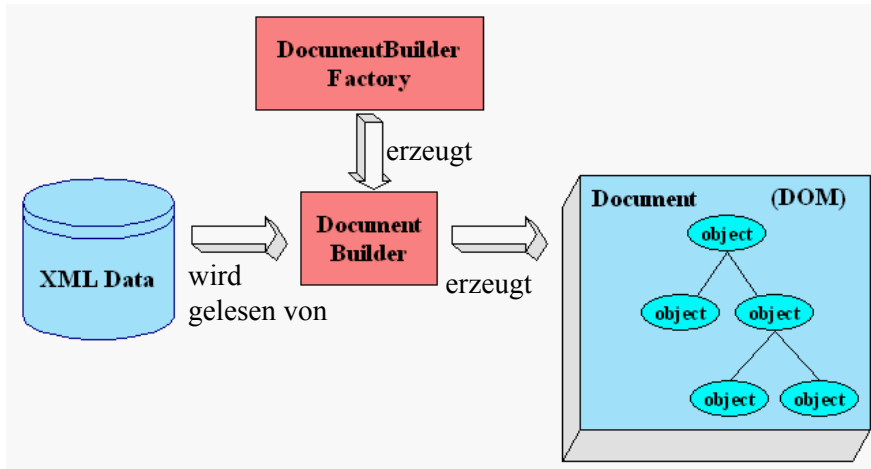 DocumentBuilder
Factory
erzeugt
XML Data
wird
gelesen von
Document
Builder
erzeugt
Document (DOM)
object
object
object
object
object